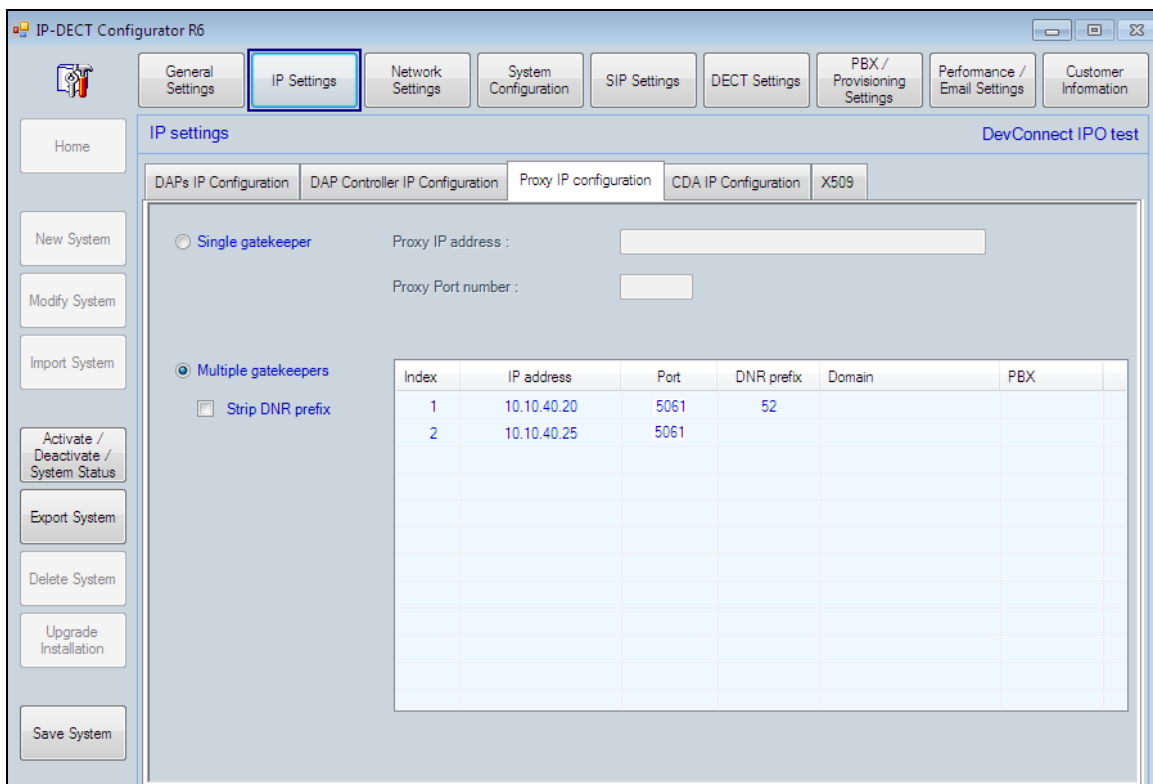 IP-DECT Configurator R6
General Settings
IP Settings
Network Settings
System Configuration
SIP Settings
DECT Settings
PBX / Provisioning Settings
Perfomance / Email Settings
Customer Information
Home
New System
Modify System
Import System
Activate / Deactivate / System Status
Export System
Delete System
Upgrade Installation
Save System
IP settings
DevConnect IPO test
DAPs IP Configuration
DAP Controller IP Configuration
Proxy IP configuration
CDA IP Configuration
X509
Single gatekeeper
Proxy IP address :
Proxy Port number :
Multiple gatekeepers
Strip DNR prefix
Index IP address Port DNR prefix Domain PBX
1 10.10.40.20 5061 52
2 10.10.40.25 5061